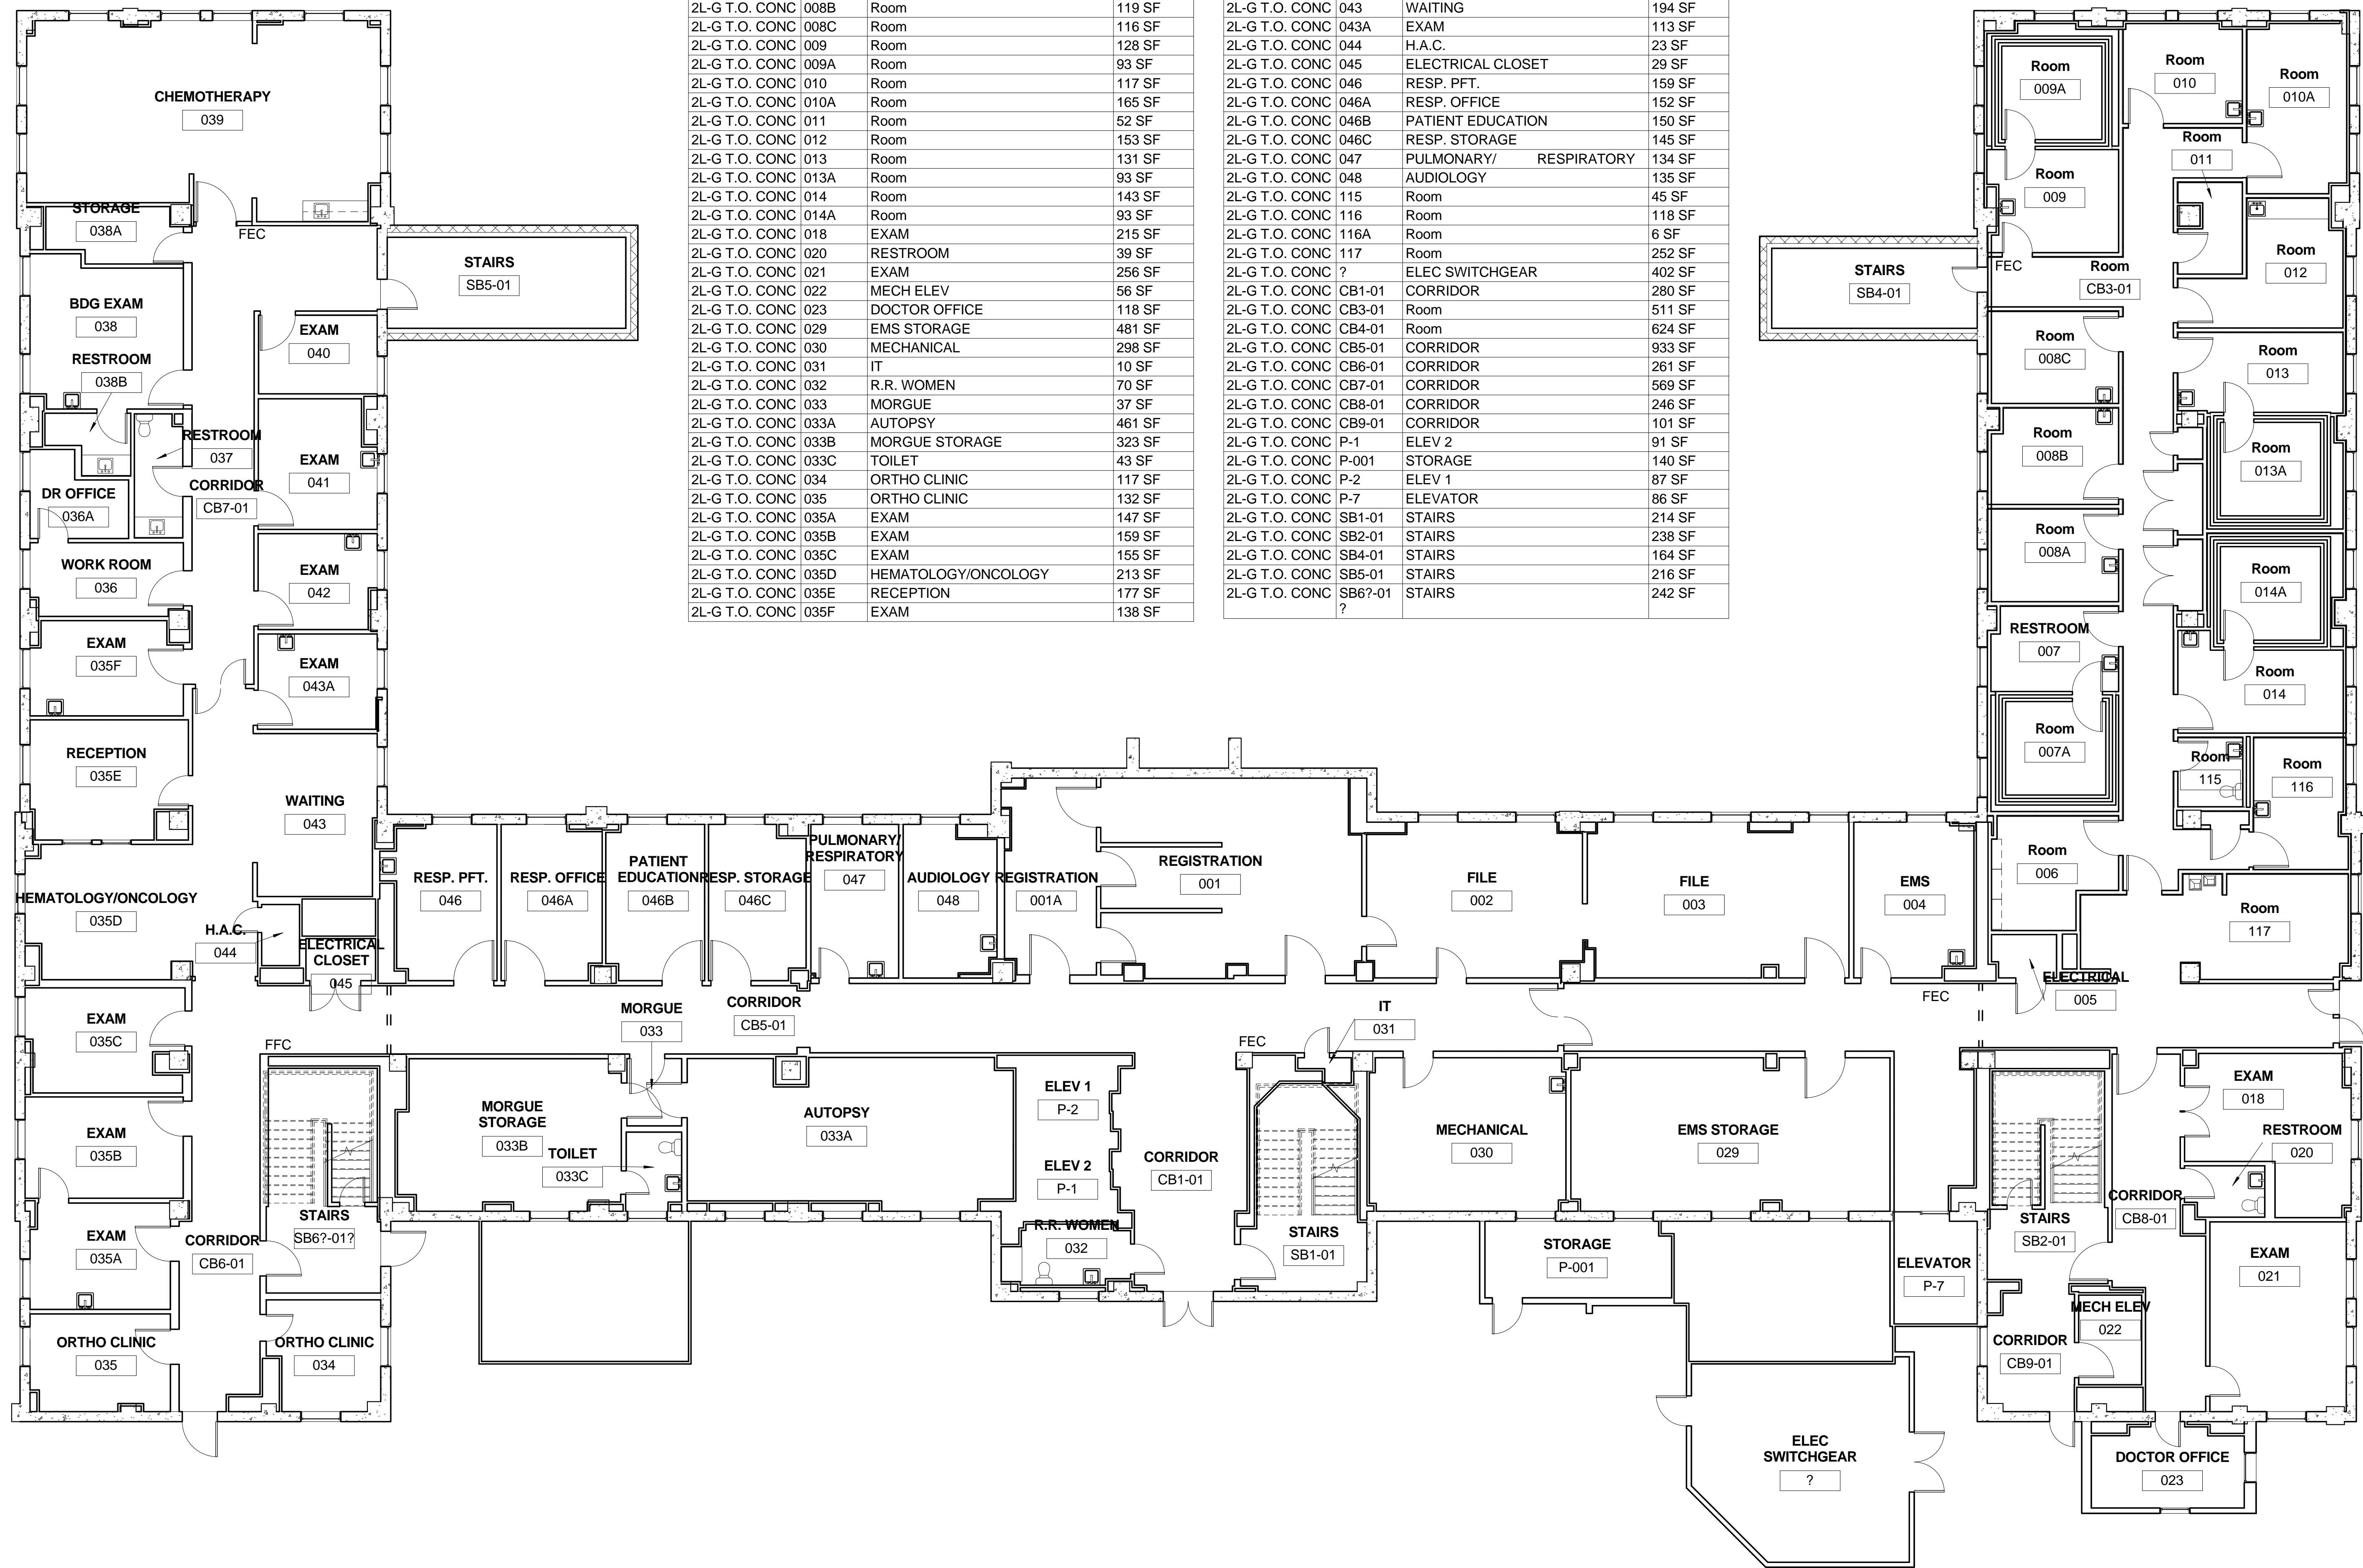 2L-G T.O. CONC 008B Room 119 SF
2L-G T.O. CONC 008C Room 116 SF
2L-G T.O. CONC 009 Room 128 SF
2L-G T.O. CONC 009A Room 93 SF
2L-G T.O. CONC 010 Room 117 SF
2L-G T.O. CONC 010A Room 165 SF
2L-G T.O. CONC 011 Room 52 SF
2L-G T.O. CONC 012 Room 153 SF
2L-G T.O. CONC 013 Room 131 SF
2L-G T.O. CONC 013A Room 93 SF
2L-G T.O. CONC 014 Room 143 SF
2L-G T.O. CONC 014A Room 93 SF
2L-G T.O. CONC 018 EXAM 215 SF
2L-G T.O. CONC 020 RESTROOM 39 SF
2L-G T.O. CONC 021 EXAM 256 SF
2L-G T.O. CONC 022 MECH ELEV 56 SF
2L-G T.O. CONC 023 DOCTOR OFFICE 118 SF
2L-G T.O. CONC 029 EMS STORAGE 481 SF
2L-G T.O. CONC 030 MECHANICAL 298 SF
2L-G T.O. CONC 031 IT 10 SF
2L-G T.O. CONC 032 R.R. WOMEN 70 SF
2L-G T.O. CONC 033 MORGUE 37 SF
2L-G T.O. CONC 033A AUTOPSY 461 SF
2L-G T.O. CONC 033B MORGUE STORAGE 323 SF
2L-G T.O. CONC 033C TOILET 43 SF
2L-G T.O. CONC 034 ORTHO CLINIC 117 SF
2L-G T.O. CONC 035 ORTHO CLINIC 132 SF
2L-G T.O. CONC 035A EXAM 147 SF
2L-G T.O. CONC 035B EXAM 159 SF
2L-G T.O. CONC 035C EXAM 155 SF
2L-G T.O. CONC 035D HEMATOLOGY/ONCOLOGY 213 SF
2L-G T.O. CONC 035E RECEPTION 177 SF
2L-G T.O. CONC 035F EXAM 138 SF
2L-G T.O. CONC 043 WAITING 194 SF
2L-G T.O. CONC 043A EXAM 113 SF
2L-G T.O. CONC 044 H.A.C. 23 SF
2L-G T.O. CONC 045 ELECTRICAL CLOSET 29 SF
2L-G T.O. CONC 046 RESP. PFT. 159 SF
2L-G T.O. CONC 046A RESP. OFFICE 152 SF
2L-G T.O. CONC 046B PATIENT EDUCATION 150 SF
2L-G T.O. CONC 046C RESP. STORAGE 145 SF
2L-G T.O. CONC 047 PULMONARY/ RESPIRATORY 134 SF
2L-G T.O. CONC 048 AUDIOLOGY 135 SF
2L-G T.O. CONC 115 Room 45 SF
2L-G T.O. CONC 116 Room 118 SF
2L-G T.O. CONC 116A Room 6 SF
2L-G T.O. CONC 117 Room 252 SF
2L-G T.O. CONC ? ELEC SWITCHGEAR 402 SF
2L-G T.O. CONC CB1-01 CORRIDOR 280 SF
2L-G T.O. CONC CB3-01 Room 511 SF
2L-G T.O. CONC CB4-01 Room 624 SF
2L-G T.O. CONC CB5-01 CORRIDOR 933 SF
2L-G T.O. CONC CB6-01 CORRIDOR 261 SF
2L-G T.O. CONC CB7-01 CORRIDOR 569 SF
2L-G T.O. CONC CB8-01 CORRIDOR 246 SF
2L-G T.O. CONC CB9-01 CORRIDOR 101 SF
2L-G T.O. CONC P-1 ELEV 2 91 SF
2L-G T.O. CONC P-001 STORAGE 140 SF
2L-G T.O. CONC P-2 ELEV 1 87 SF
2L-G T.O. CONC P-7 ELEVATOR 86 SF
2L-G T.O. CONC SB1-01 STAIRS 214 SF
2L-G T.O. CONC SB2-01 STAIRS 238 SF
2L-G T.O. CONC SB4-01 STAIRS 164 SF
2L-G T.O. CONC SB5-01 STAIRS 216 SF
2L-G T.O. CONC SB6?-01 STAIRS 242 SF
?
CHEMOTHERAPY
039
STORAGE
038A
FEC
STAIRS
SB5-01
BDG EXAM
038
RESTROOM
038B
EXAM
040
RESTROOM
037
EXAM
041
DR OFFICE
036A
CORRIDOR
CB7-01
WORK ROOM
036
EXAM
042
EXAM
035F
EXAM
043A
RECEPTION
035E
WAITING
043
HEMATOLOGY/ONCOLOGY
035D
H.A.C.
044
ELECTRICAL
CLOSET
045
EXAM
035C
FFC
EXAM
035B
EXAM
035A
CORRIDOR
CB6-01
STAIRS
SB6?-01?
ORTHO CLINIC
035
ORTHO CLINIC
034
RESP. PFT.
046
RESP. OFFICE
046A
PATIENT
EDUCATION
046B
RESP. STORAGE
046C
PULMONARY/
RESPIRATORY
047
AUDIOLOGY
048
REGISTRATION
001A
REGISTRATION
001
FILE
002
FILE
003
EMS
004
MORGUE
033
CORRIDOR
CB5-01
FEC
IT
031
FEC
MORGUE
STORAGE
033B
TOILET
033C
AUTOPSY
033A
ELEV 1
P-2
ELEV 2
P-1
R.R. WOMEN
032
CORRIDOR
CB1-01
STAIRS
SB1-01
MECHANICAL
030
EMS STORAGE
029
STORAGE
P-001
ELEVATOR
P-7
ELEC
SWITCHGEAR
?
Room
009A
Room
010
Room
010A
Room
011
Room
009
STAIRS
SB4-01
FEC
Room
CB3-01
Room
012
Room
008C
Room
013
Room
008B
Room
013A
Room
008A
Room
014A
RESTROOM
007
Room
014
Room
007A
Room
115
Room
116
Room
006
Room
117
ELECTRICAL
005
EXAM
018
RESTROOM
020
CORRIDOR
CB8-01
STAIRS
SB2-01
EXAM
021
MECH ELEV
022
CORRIDOR
CB9-01
DOCTOR OFFICE
023